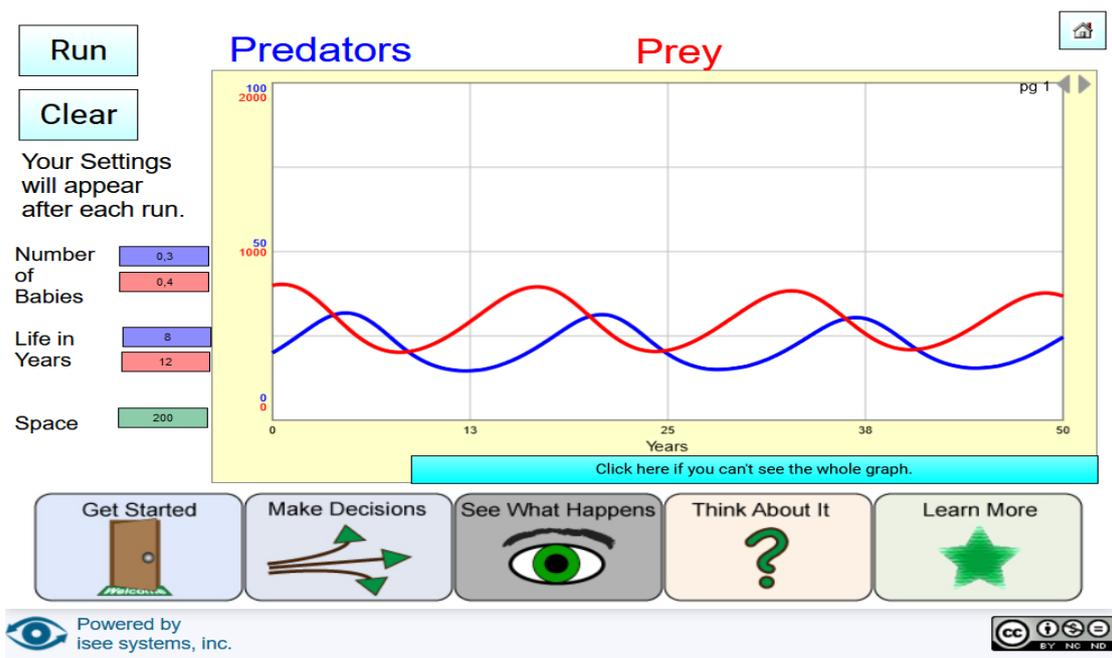 Run
Predators
Prey
Clear
Your Settings
will appear
after each run.
Number
of
Babies
0,3
0,4
Life in
Years
8
12
Space
200
pg 1
100
2000
50
1000
0
0
0
13
25
38
50
Years
Click here if you can't see the whole graph.
Get Started
Welcome
Make Decisions
See What Happens
Think About It
?
Learn More
Powered by
isee systems, inc.
cc
BY NC ND